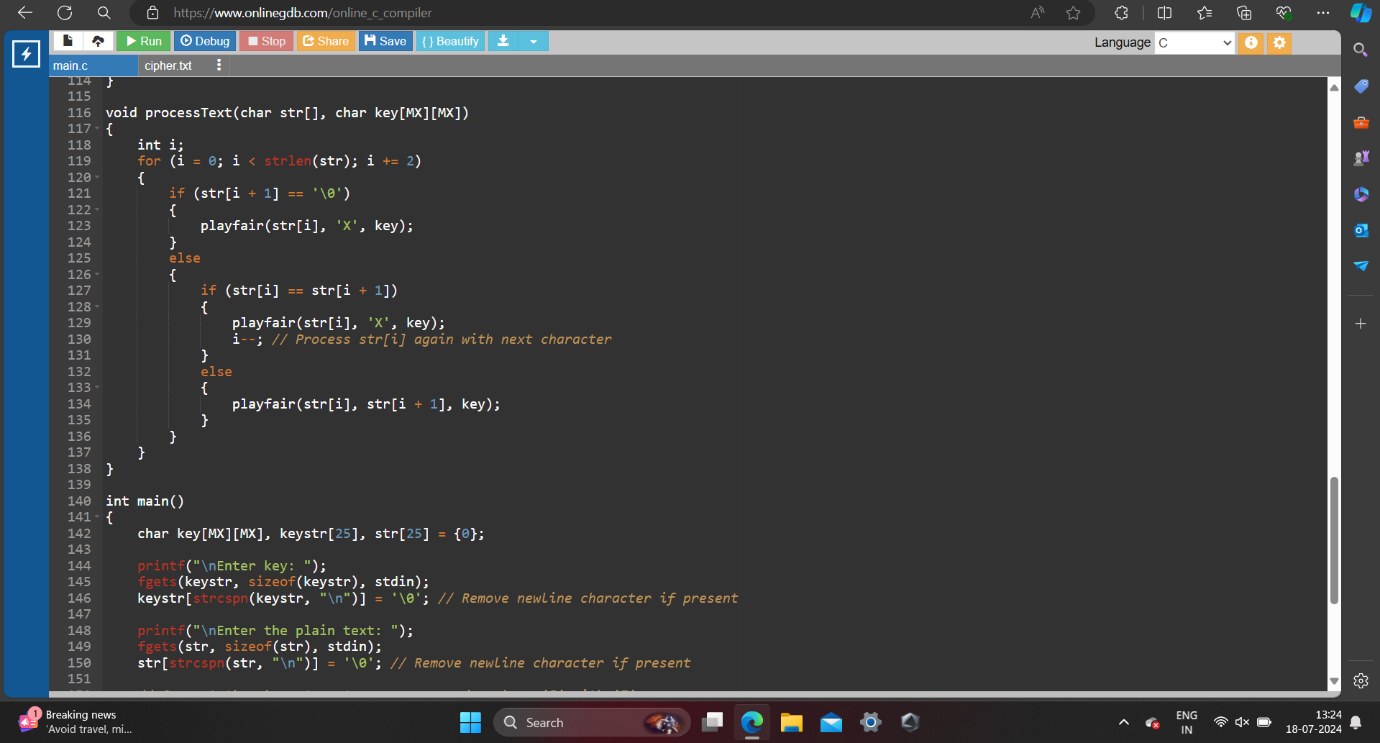 https://www.onlinegdb.com/online_c_compiler
Run Debug Stop Share Save { } Beautify
Language C
main.c cipher.txt
114 }
115
116 void processText(char str[], char key[MX][MX])
117 {
118 int i;
119 for (i = 0; i < strlen(str); i += 2)
120 {
121 if (str[i + 1] == '\0')
122 {
123 playfair(str[i], 'X', key);
124 }
125 else
126 {
127 if (str[i] == str[i + 1])
128 {
129 playfair(str[i], 'X', key);
130 i--; // Process str[i] again with next character
131 }
132 else
133 {
134 playfair(str[i], str[i + 1], key);
135 }
136 }
137 }
138 }
139
140 int main()
141 {
142 char key[MX][MX], keystr[25], str[25] = {0};
143
144 printf("\nEnter key: ");
145 fgets(keystr, sizeof(keystr), stdin);
146 keystr[strcspn(keystr, "\n")] = '\0'; // Remove newline character if present
147
148 printf("\nEnter the plain text: ");
149 fgets(str, sizeof(str), stdin);
150 str[strcspn(str, "\n")] = '\0'; // Remove newline character if present
151
1
Breaking news
'Avoid travel, mi...
Search
ENG
IN
13:24
18-07-2024